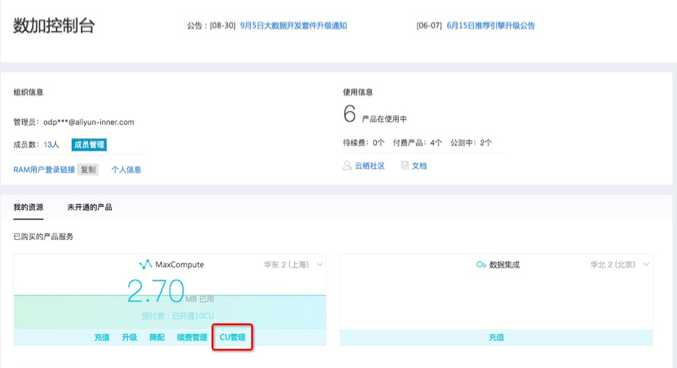 数加控制台
公告：[08-30] 9月5日大数据开发套件升级通知 [06-07] 6月15日推荐引擎升级公告
组织信息 使用信息
管理员：odp***@aliyun-inner.com 6 产品在使用中
成员数：13人 成员管理 待续费：0个 付费产品：4个 公测中：2个
RAM用户登录链接 复制 个人信息 云栖社区 文档
我的资源 未开通的产品
已购买的产品服务
MaxCompute 华东 2 (上海) 数据集成 华北 2 (北京)
2.70 MB 已用
预付费：已开通10CU
充值 升级 降配 续费管理 CU管理 充值